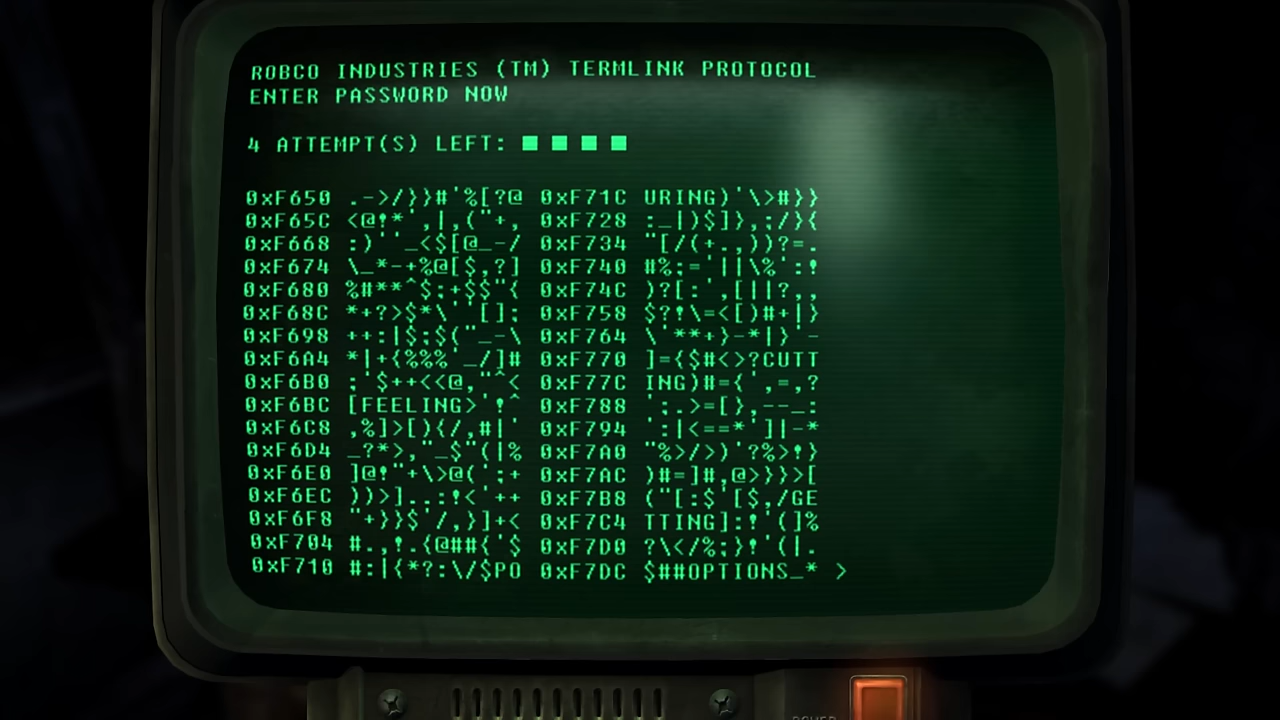 ROBCO INDUSTRIES (TM) TERMLINK PROTOCOL
ENTER PASSWORD NOW
4 ATTEMPT(S) LEFT: ■ ■ ■ ■
0xF650 .->/}}#'%[?@ 0xF71C URING)'\>#}}
0xF65C <@!*',|,("+, 0xF728 :_|)$]},;/}{
0xF668 :)''_<$[@_-/ 0xF734 "[/(+.,))?=.
0xF674 \_*-+%@[$,?] 0xF740 #%;='||\%':!
0xF680 %#**^$;+$$"{ 0xF74C )?[:',[||?,,
0xF68C *+?>$*\''[]; 0xF758 $?!\=<[)#+|}
0xF698 ++:|$;$("_-\ 0xF764 \'**+}-*|}'-
0xF6A4 *|+{%%%'_/]# 0xF770 ]={$#<>?CUTT
0xF6B0 ;'$++<<@,"^< 0xF77C ING)#={',=,?
0xF6BC [FEELING>'!^ 0xF788 ';.>=[},--_:
0xF6C8 ,%]>[){/,#|' 0xF794 ':|<==*']|-*
0xF6D4 _?*>,"_$"(|% 0xF7A0 "%>/>)'?%>!}
0xF6E0 ]@!"+\>@(';+ 0xF7AC )#=]#,@>}}>[
0xF6EC ))>]..:!<'++ 0xF7B8 ("[:$'[$,/GE
0xF6F8 "+}}$'/,}]+< 0xF7C4 TTING]:!'(]%
0xF704 #.,!.{@##{'$ 0xF7D0 ?\</%;}!'(|.
0xF710 #:|{*?:\/$PO 0xF7DC $##OPTIONS_* >